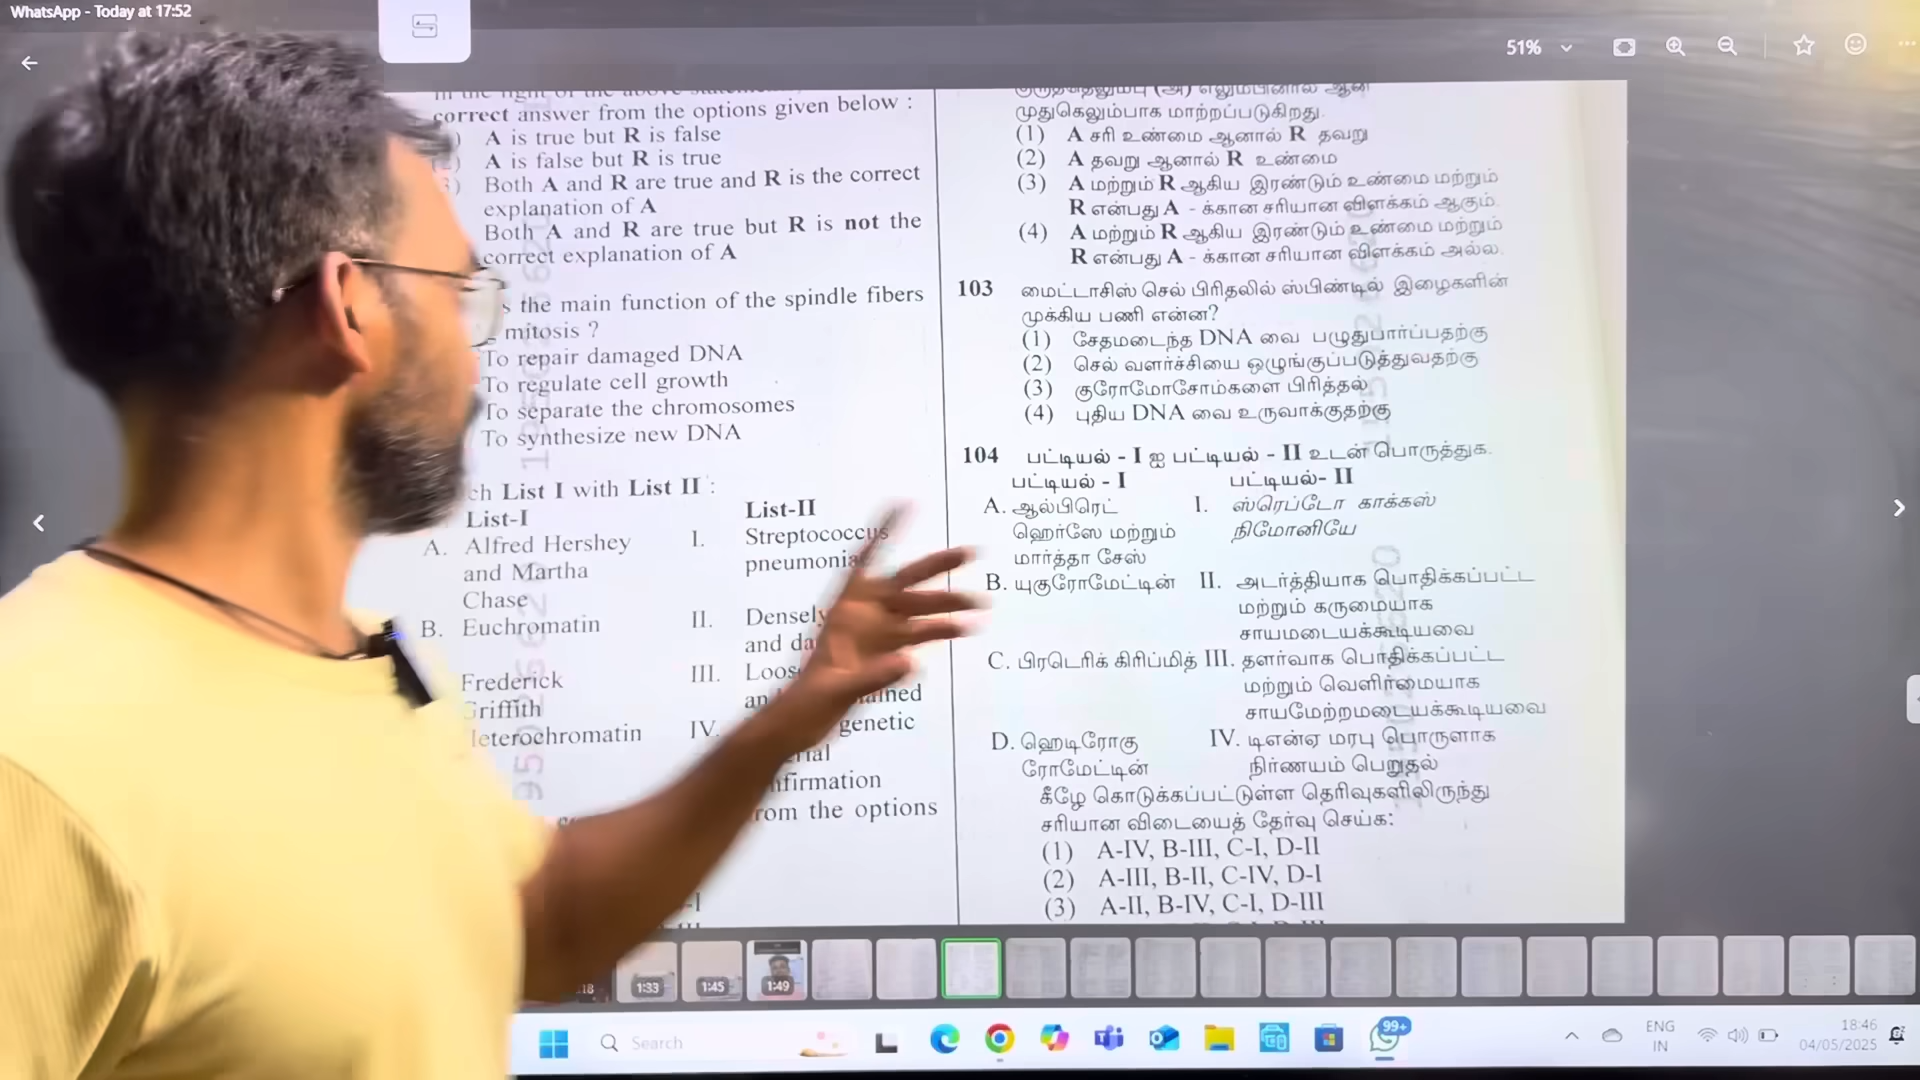 WhatsApp - Today at 17:52
51%
correct answer from the options given below :
A is true but R is false
A is false but R is true
Both A and R are true and R is the correct
explanation of A
Both A and R are true but R is not the
correct explanation of A
the main function of the spindle fibers
mitosis ?
To repair damaged DNA
To regulate cell growth
To separate the chromosomes
To synthesize new DNA
List I with List II :
List-I List-II
A. Alfred Hershey and Martha Chase
I. Streptococcus
B. Euchromatin
II. Densely
and
Frederick
III.
Heterochromatin
IV. genetic
from the options
முதுகெலும்பாக மாற்றப்படுகிறது.
(1) A சரி உண்மை ஆனால் R தவறு
(2) A தவறு ஆனால் R உண்மை
(3) A மற்றும் R ஆகிய இரண்டும் உண்மை மற்றும்
R என்பது A - க்கான சரியான விளக்கம் ஆகும்.
(4) A மற்றும் R ஆகிய இரண்டும் உண்மை மற்றும்
R என்பது A - க்கான சரியான விளக்கம் அல்ல.
103 மைட்டாசிஸ் செல் பிரிதலில் ஸ்பிண்டில் இழைகளின்
முக்கிய பணி என்ன?
(1) சேதமடைந்த DNA வை பழுதுபார்ப்பதற்கு
(2) செல் வளர்ச்சியை ஒழுங்குப்படுத்துவதற்கு
(3) குரோமோசோம்களை பிரித்தல்
(4) புதிய DNA வை உருவாக்குதற்கு
104 பட்டியல் - I ஐ பட்டியல் - II உடன் பொருத்துக.
பட்டியல் - I பட்டியல்- II
A. ஆல்பிரெட் I. ஸ்ரெப்டோ காக்கஸ்
ஹெர்ஸே மற்றும் நிமோனியே
மார்த்தா சேஸ்
B. யுகுரோமேட்டின் II. அடர்த்தியாக பொதிக்கப்பட்ட
மற்றும் கருமையாக
சாயமடையக்கூடியவை
C. பிரடெரிக் கிரிப்மித் III. தளர்வாக பொதிக்கப்பட்ட
மற்றும் வெளிர்மையாக
சாயமேற்றமடையக்கூடியவை
D. ஹெடிரோகு IV. டிஎன்ஏ மரபு பொருளாக
ரோமேட்டின் நிர்ணயம் பெறுதல்
கீழே கொடுக்கப்பட்டுள்ள தெரிவுகளிலிருந்து
சரியான விடையைத் தேர்வு செய்க:
(1) A-IV, B-III, C-I, D-II
(2) A-III, B-II, C-IV, D-I
(3) A-II, B-IV, C-I, D-III
1:33 1:45 1:49
Search
99+
ENG
IN
18:46
04/05/2025